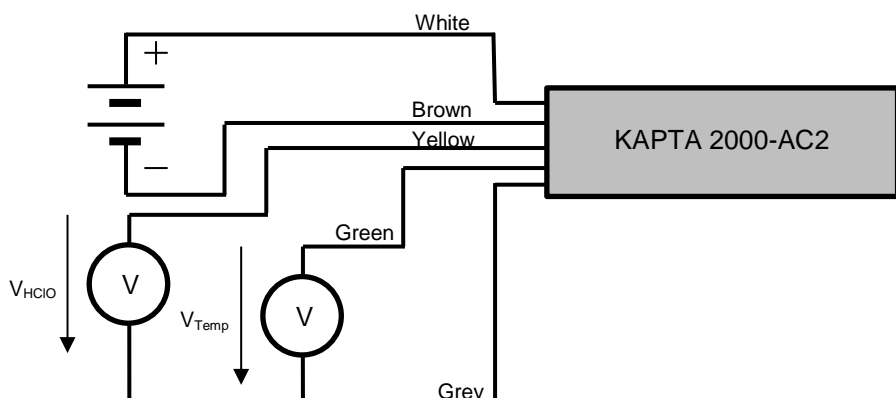 White
+
Brown
KAPTA 2000-AC2
Yellow
–
Green
V
VHClO
V
VTemp
Grey